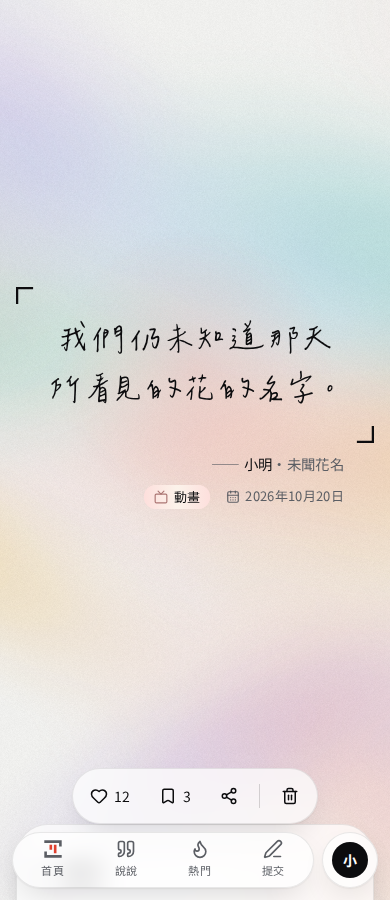 我們仍未知道那天
所看見的花的名字。
—— 小明・未聞花名
動畫 2026年10月20日
12 3
首頁 說說 熱門 提交 小